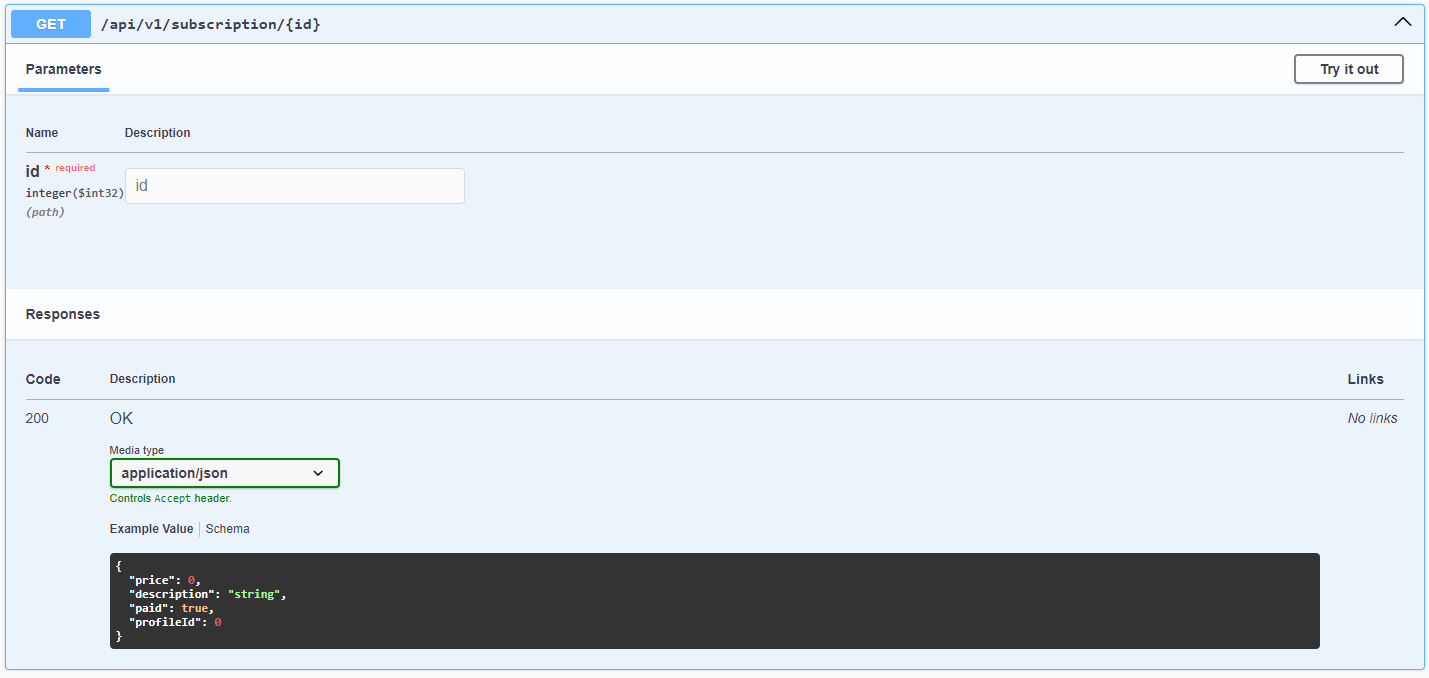 GET /api/v1/subscription/{id}
Parameters
Try it out
Name Description
id * required
integer($int32)
(path)
id
Responses
Code Description Links
200 OK No links
Media type
application/json
Controls Accept header.
Example Value Schema
{
  "price": 0,
  "description": "string",
  "paid": true,
  "profileId": 0
}